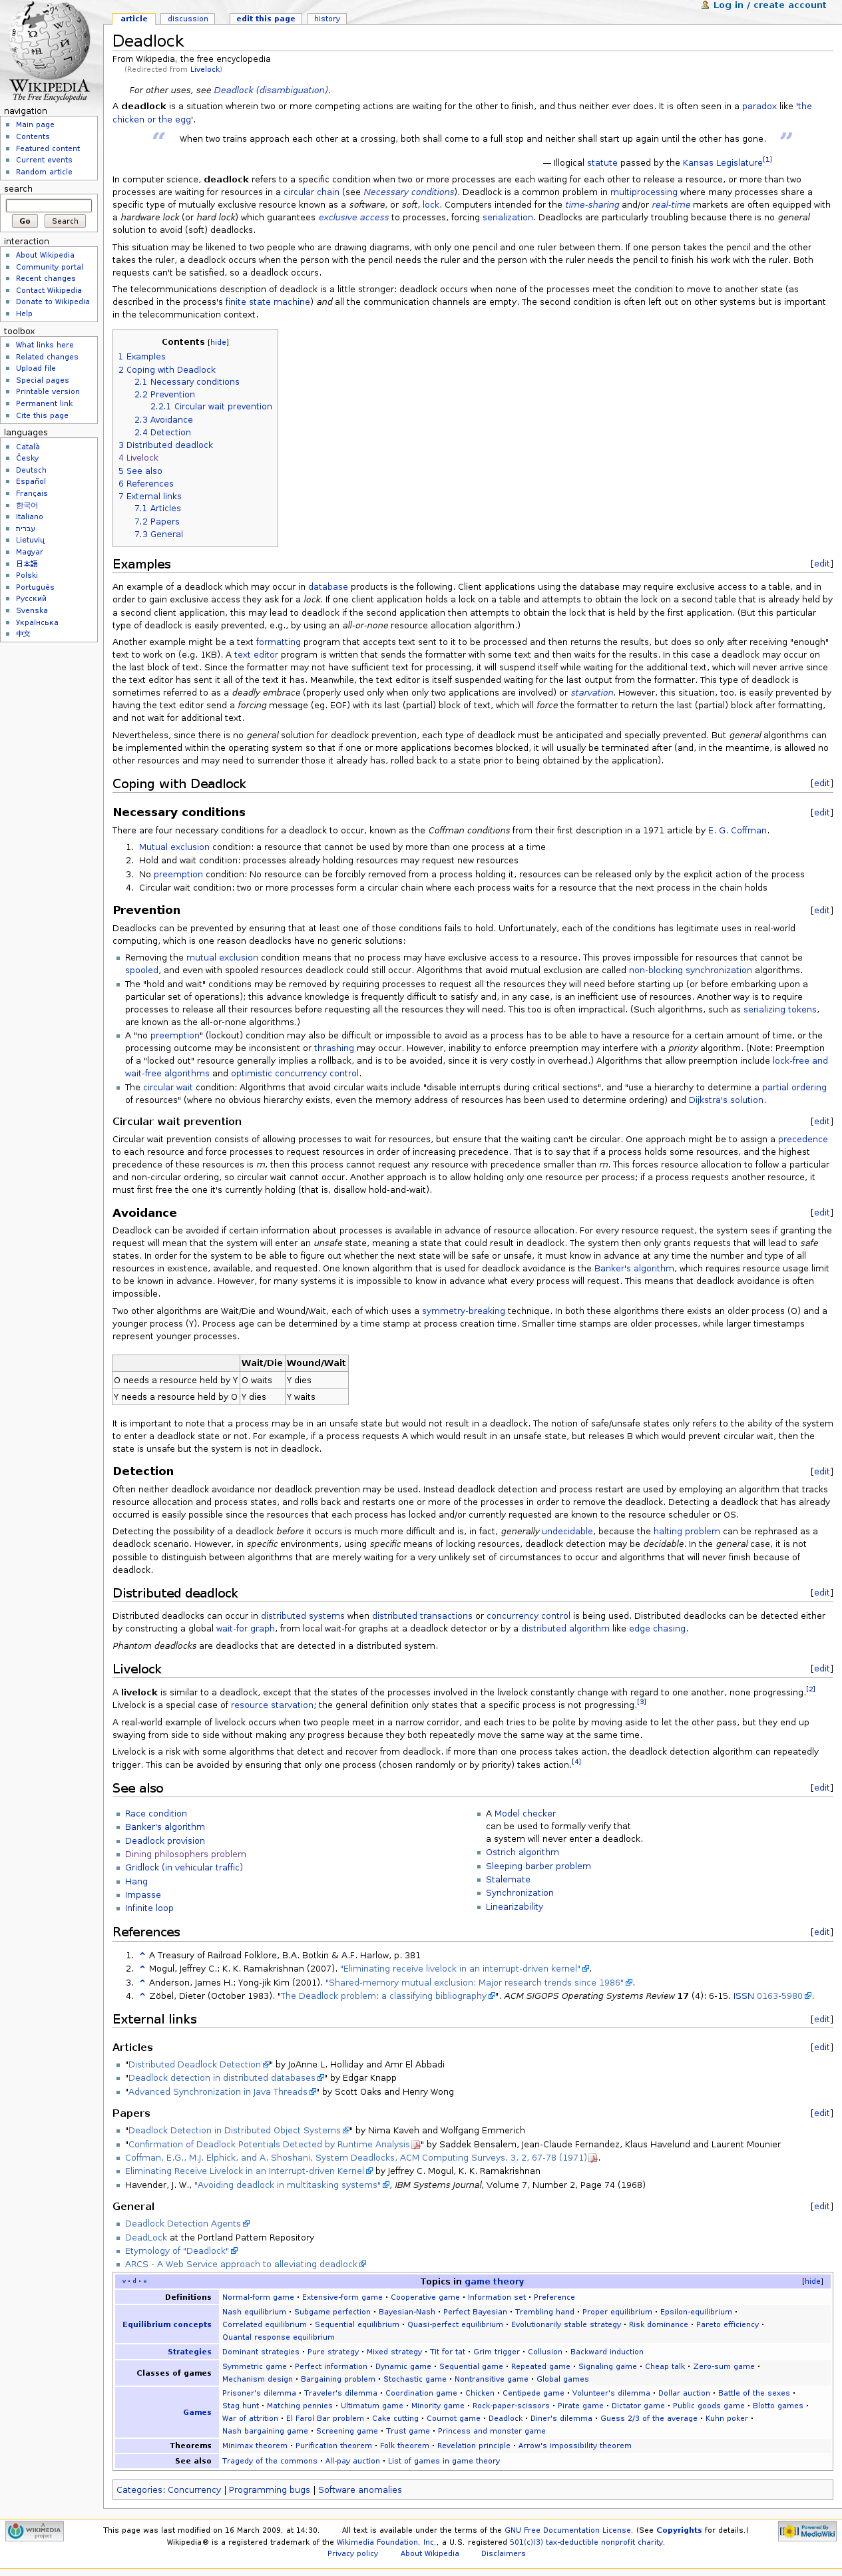 Log in / create account
article
discussion
edit this page
history
WIKIPEDIA
The Free Encyclopedia
navigation
Main page
Contents
Featured content
Current events
Random article
search
Go
Search
interaction
About Wikipedia
Community portal
Recent changes
Contact Wikipedia
Donate to Wikipedia
Help
toolbox
What links here
Related changes
Upload file
Special pages
Printable version
Permanent link
Cite this page
languages
Català
Česky
Deutsch
Español
Français
한국어
Italiano
עברית
Lietuvių
Magyar
日本語
Polski
Português
Русский
Svenska
Українська
中文
Deadlock
From Wikipedia, the free encyclopedia
(Redirected from Livelock)
For other uses, see Deadlock (disambiguation).
A deadlock is a situation wherein two or more competing actions are waiting for the other to finish, and thus neither ever does. It is often seen in a paradox like 'the
chicken or the egg'.
“ When two trains approach each other at a crossing, both shall come to a full stop and neither shall start up again until the other has gone. ”
— Illogical statute passed by the Kansas Legislature[1]
In computer science, deadlock refers to a specific condition when two or more processes are each waiting for each other to release a resource, or more than two
processes are waiting for resources in a circular chain (see Necessary conditions). Deadlock is a common problem in multiprocessing where many processes share a
specific type of mutually exclusive resource known as a software, or soft, lock. Computers intended for the time-sharing and/or real-time markets are often equipped with
a hardware lock (or hard lock) which guarantees exclusive access to processes, forcing serialization. Deadlocks are particularly troubling because there is no general
solution to avoid (soft) deadlocks.
This situation may be likened to two people who are drawing diagrams, with only one pencil and one ruler between them. If one person takes the pencil and the other
takes the ruler, a deadlock occurs when the person with the pencil needs the ruler and the person with the ruler needs the pencil to finish his work with the ruler. Both
requests can't be satisfied, so a deadlock occurs.
The telecommunications description of deadlock is a little stronger: deadlock occurs when none of the processes meet the condition to move to another state (as
described in the process's finite state machine) and all the communication channels are empty. The second condition is often left out on other systems but is important
in the telecommunication context.
Contents [hide]
1 Examples
2 Coping with Deadlock
2.1 Necessary conditions
2.2 Prevention
2.2.1 Circular wait prevention
2.3 Avoidance
2.4 Detection
3 Distributed deadlock
4 Livelock
5 See also
6 References
7 External links
7.1 Articles
7.2 Papers
7.3 General
Examples [edit]
An example of a deadlock which may occur in database products is the following. Client applications using the database may require exclusive access to a table, and in
order to gain exclusive access they ask for a lock. If one client application holds a lock on a table and attempts to obtain the lock on a second table that is already held by
a second client application, this may lead to deadlock if the second application then attempts to obtain the lock that is held by the first application. (But this particular
type of deadlock is easily prevented, e.g., by using an all-or-none resource allocation algorithm.)
Another example might be a text formatting program that accepts text sent to it to be processed and then returns the results, but does so only after receiving "enough"
text to work on (e.g. 1KB). A text editor program is written that sends the formatter with some text and then waits for the results. In this case a deadlock may occur on
the last block of text. Since the formatter may not have sufficient text for processing, it will suspend itself while waiting for the additional text, which will never arrive since
the text editor has sent it all of the text it has. Meanwhile, the text editor is itself suspended waiting for the last output from the formatter. This type of deadlock is
sometimes referred to as a deadly embrace (properly used only when only two applications are involved) or starvation. However, this situation, too, is easily prevented by
having the text editor send a forcing message (eg. EOF) with its last (partial) block of text, which will force the formatter to return the last (partial) block after formatting,
and not wait for additional text.
Nevertheless, since there is no general solution for deadlock prevention, each type of deadlock must be anticipated and specially prevented. But general algorithms can
be implemented within the operating system so that if one or more applications becomes blocked, it will usually be terminated after (and, in the meantime, is allowed no
other resources and may need to surrender those it already has, rolled back to a state prior to being obtained by the application).
Coping with Deadlock [edit]
Necessary conditions [edit]
There are four necessary conditions for a deadlock to occur, known as the Coffman conditions from their first description in a 1971 article by E. G. Coffman.
1. Mutual exclusion condition: a resource that cannot be used by more than one process at a time
2. Hold and wait condition: processes already holding resources may request new resources
3. No preemption condition: No resource can be forcibly removed from a process holding it, resources can be released only by the explicit action of the process
4. Circular wait condition: two or more processes form a circular chain where each process waits for a resource that the next process in the chain holds
Prevention [edit]
Deadlocks can be prevented by ensuring that at least one of those conditions fails to hold. Unfortunately, each of the conditions has legitimate uses in real-world
computing, which is one reason deadlocks have no generic solutions:
Removing the mutual exclusion condition means that no process may have exclusive access to a resource. This proves impossible for resources that cannot be
spooled, and even with spooled resources deadlock could still occur. Algorithms that avoid mutual exclusion are called non-blocking synchronization algorithms.
The "hold and wait" conditions may be removed by requiring processes to request all the resources they will need before starting up (or before embarking upon a
particular set of operations); this advance knowledge is frequently difficult to satisfy and, in any case, is an inefficient use of resources. Another way is to require
processes to release all their resources before requesting all the resources they will need. This too is often impractical. (Such algorithms, such as serializing tokens,
are known as the all-or-none algorithms.)
A "no preemption" (lockout) condition may also be difficult or impossible to avoid as a process has to be able to have a resource for a certain amount of time, or the
processing outcome may be inconsistent or thrashing may occur. However, inability to enforce preemption may interfere with a priority algorithm. (Note: Preemption
of a "locked out" resource generally implies a rollback, and is to be avoided, since it is very costly in overhead.) Algorithms that allow preemption include lock-free and
wait-free algorithms and optimistic concurrency control.
The circular wait condition: Algorithms that avoid circular waits include "disable interrupts during critical sections", and "use a hierarchy to determine a partial ordering
of resources" (where no obvious hierarchy exists, even the memory address of resources has been used to determine ordering) and Dijkstra's solution.
Circular wait prevention [edit]
Circular wait prevention consists of allowing processes to wait for resources, but ensure that the waiting can't be circular. One approach might be to assign a precedence
to each resource and force processes to request resources in order of increasing precedence. That is to say that if a process holds some resources, and the highest
precedence of these resources is m, then this process cannot request any resource with precedence smaller than m. This forces resource allocation to follow a particular
and non-circular ordering, so circular wait cannot occur. Another approach is to allow holding only one resource per process; if a process requests another resource, it
must first free the one it's currently holding (that is, disallow hold-and-wait).
Avoidance [edit]
Deadlock can be avoided if certain information about processes is available in advance of resource allocation. For every resource request, the system sees if granting the
request will mean that the system will enter an unsafe state, meaning a state that could result in deadlock. The system then only grants requests that will lead to safe
states. In order for the system to be able to figure out whether the next state will be safe or unsafe, it must know in advance at any time the number and type of all
resources in existence, available, and requested. One known algorithm that is used for deadlock avoidance is the Banker's algorithm, which requires resource usage limit
to be known in advance. However, for many systems it is impossible to know in advance what every process will request. This means that deadlock avoidance is often
impossible.
Two other algorithms are Wait/Die and Wound/Wait, each of which uses a symmetry-breaking technique. In both these algorithms there exists an older process (O) and a
younger process (Y). Process age can be determined by a time stamp at process creation time. Smaller time stamps are older processes, while larger timestamps
represent younger processes.
Wait/Die Wound/Wait
O needs a resource held by Y O waits Y dies
Y needs a resource held by O Y dies Y waits
It is important to note that a process may be in an unsafe state but would not result in a deadlock. The notion of safe/unsafe states only refers to the ability of the system
to enter a deadlock state or not. For example, if a process requests A which would result in an unsafe state, but releases B which would prevent circular wait, then the
state is unsafe but the system is not in deadlock.
Detection [edit]
Often neither deadlock avoidance nor deadlock prevention may be used. Instead deadlock detection and process restart are used by employing an algorithm that tracks
resource allocation and process states, and rolls back and restarts one or more of the processes in order to remove the deadlock. Detecting a deadlock that has already
occurred is easily possible since the resources that each process has locked and/or currently requested are known to the resource scheduler or OS.
Detecting the possibility of a deadlock before it occurs is much more difficult and is, in fact, generally undecidable, because the halting problem can be rephrased as a
deadlock scenario. However, in specific environments, using specific means of locking resources, deadlock detection may be decidable. In the general case, it is not
possible to distinguish between algorithms that are merely waiting for a very unlikely set of circumstances to occur and algorithms that will never finish because of
deadlock.
Distributed deadlock [edit]
Distributed deadlocks can occur in distributed systems when distributed transactions or concurrency control is being used. Distributed deadlocks can be detected either
by constructing a global wait-for graph, from local wait-for graphs at a deadlock detector or by a distributed algorithm like edge chasing.
Phantom deadlocks are deadlocks that are detected in a distributed system.
Livelock [edit]
A livelock is similar to a deadlock, except that the states of the processes involved in the livelock constantly change with regard to one another, none progressing.[2]
Livelock is a special case of resource starvation; the general definition only states that a specific process is not progressing.[3]
A real-world example of livelock occurs when two people meet in a narrow corridor, and each tries to be polite by moving aside to let the other pass, but they end up
swaying from side to side without making any progress because they both repeatedly move the same way at the same time.
Livelock is a risk with some algorithms that detect and recover from deadlock. If more than one process takes action, the deadlock detection algorithm can repeatedly
trigger. This can be avoided by ensuring that only one process (chosen randomly or by priority) takes action.[4]
See also [edit]
Race condition
Banker's algorithm
Deadlock provision
Dining philosophers problem
Gridlock (in vehicular traffic)
Hang
Impasse
Infinite loop
A Model checker
can be used to formally verify that
a system will never enter a deadlock.
Ostrich algorithm
Sleeping barber problem
Stalemate
Synchronization
Linearizability
References [edit]
1. ^ A Treasury of Railroad Folklore, B.A. Botkin & A.F. Harlow, p. 381
2. ^ Mogul, Jeffrey C.; K. K. Ramakrishnan (2007). "Eliminating receive livelock in an interrupt-driven kernel".
3. ^ Anderson, James H.; Yong-jik Kim (2001). "Shared-memory mutual exclusion: Major research trends since 1986".
4. ^ Zöbel, Dieter (October 1983). "The Deadlock problem: a classifying bibliography". ACM SIGOPS Operating Systems Review 17 (4): 6-15. ISSN 0163-5980.
External links [edit]
Articles [edit]
"Distributed Deadlock Detection" by JoAnne L. Holliday and Amr El Abbadi
"Deadlock detection in distributed databases" by Edgar Knapp
"Advanced Synchronization in Java Threads" by Scott Oaks and Henry Wong
Papers [edit]
"Deadlock Detection in Distributed Object Systems" by Nima Kaveh and Wolfgang Emmerich
"Confirmation of Deadlock Potentials Detected by Runtime Analysis" by Saddek Bensalem, Jean-Claude Fernandez, Klaus Havelund and Laurent Mounier
Coffman, E.G., M.J. Elphick, and A. Shoshani, System Deadlocks, ACM Computing Surveys, 3, 2, 67-78 (1971).
Eliminating Receive Livelock in an Interrupt-driven Kernel by Jeffrey C. Mogul, K. K. Ramakrishnan
Havender, J. W., "Avoiding deadlock in multitasking systems", IBM Systems Journal, Volume 7, Number 2, Page 74 (1968)
General [edit]
Deadlock Detection Agents
DeadLock at the Portland Pattern Repository
Etymology of "Deadlock"
ARCS - A Web Service approach to alleviating deadlock
v • d • e Topics in game theory [hide]
Definitions Normal-form game • Extensive-form game • Cooperative game • Information set • Preference
Equilibrium concepts Nash equilibrium • Subgame perfection • Bayesian-Nash • Perfect Bayesian • Trembling hand • Proper equilibrium • Epsilon-equilibrium •
Correlated equilibrium • Sequential equilibrium • Quasi-perfect equilibrium • Evolutionarily stable strategy • Risk dominance • Pareto efficiency •
Quantal response equilibrium
Strategies Dominant strategies • Pure strategy • Mixed strategy • Tit for tat • Grim trigger • Collusion • Backward induction
Classes of games Symmetric game • Perfect information • Dynamic game • Sequential game • Repeated game • Signaling game • Cheap talk • Zero-sum game •
Mechanism design • Bargaining problem • Stochastic game • Nontransitive game • Global games
Games Prisoner's dilemma • Traveler's dilemma • Coordination game • Chicken • Centipede game • Volunteer's dilemma • Dollar auction • Battle of the sexes •
Stag hunt • Matching pennies • Ultimatum game • Minority game • Rock-paper-scissors • Pirate game • Dictator game • Public goods game • Blotto games •
War of attrition • El Farol Bar problem • Cake cutting • Cournot game • Deadlock • Diner's dilemma • Guess 2/3 of the average • Kuhn poker •
Nash bargaining game • Screening game • Trust game • Princess and monster game
Theorems Minimax theorem • Purification theorem • Folk theorem • Revelation principle • Arrow's impossibility theorem
See also Tragedy of the commons • All-pay auction • List of games in game theory
Categories: Concurrency | Programming bugs | Software anomalies
A WIKIMEDIA project
This page was last modified on 16 March 2009, at 14:30. All text is available under the terms of the GNU Free Documentation License. (See Copyrights for details.)
Wikipedia® is a registered trademark of the Wikimedia Foundation, Inc., a U.S. registered 501(c)(3) tax-deductible nonprofit charity.
Privacy policy About Wikipedia Disclaimers
Powered By MediaWiki